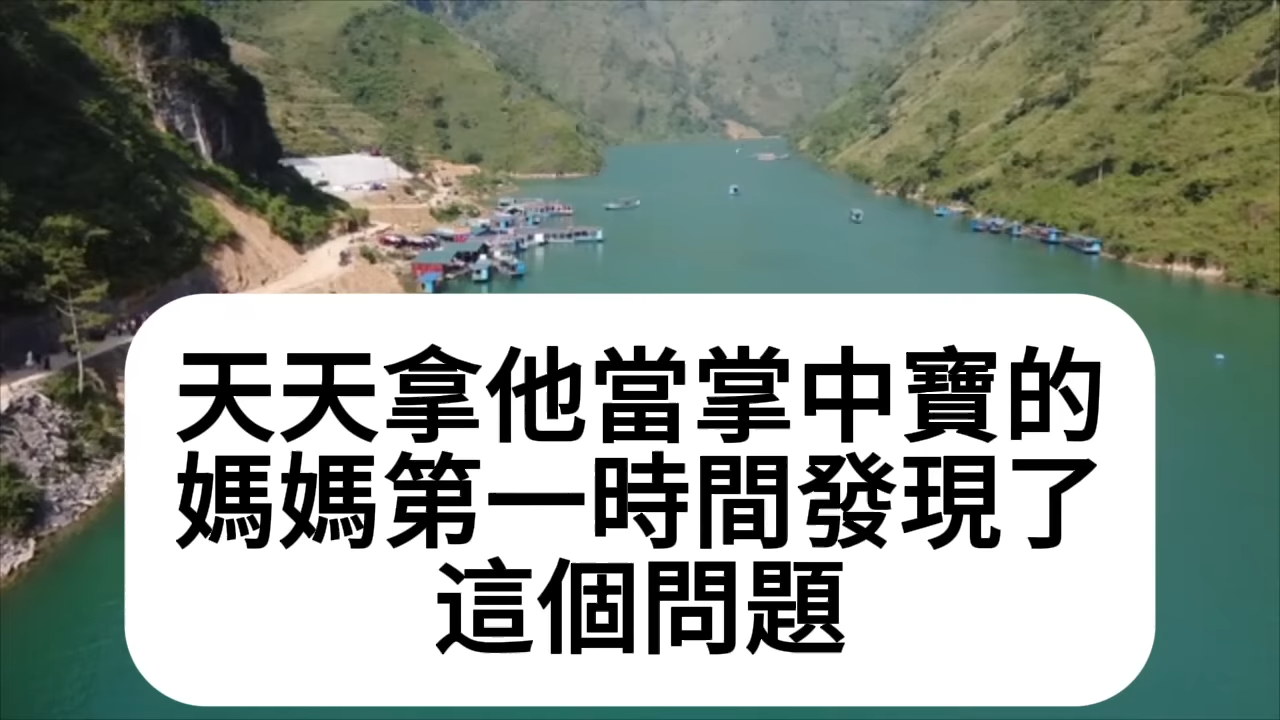 天天拿他當掌中寶的
媽媽第一時間發現了
這個問題